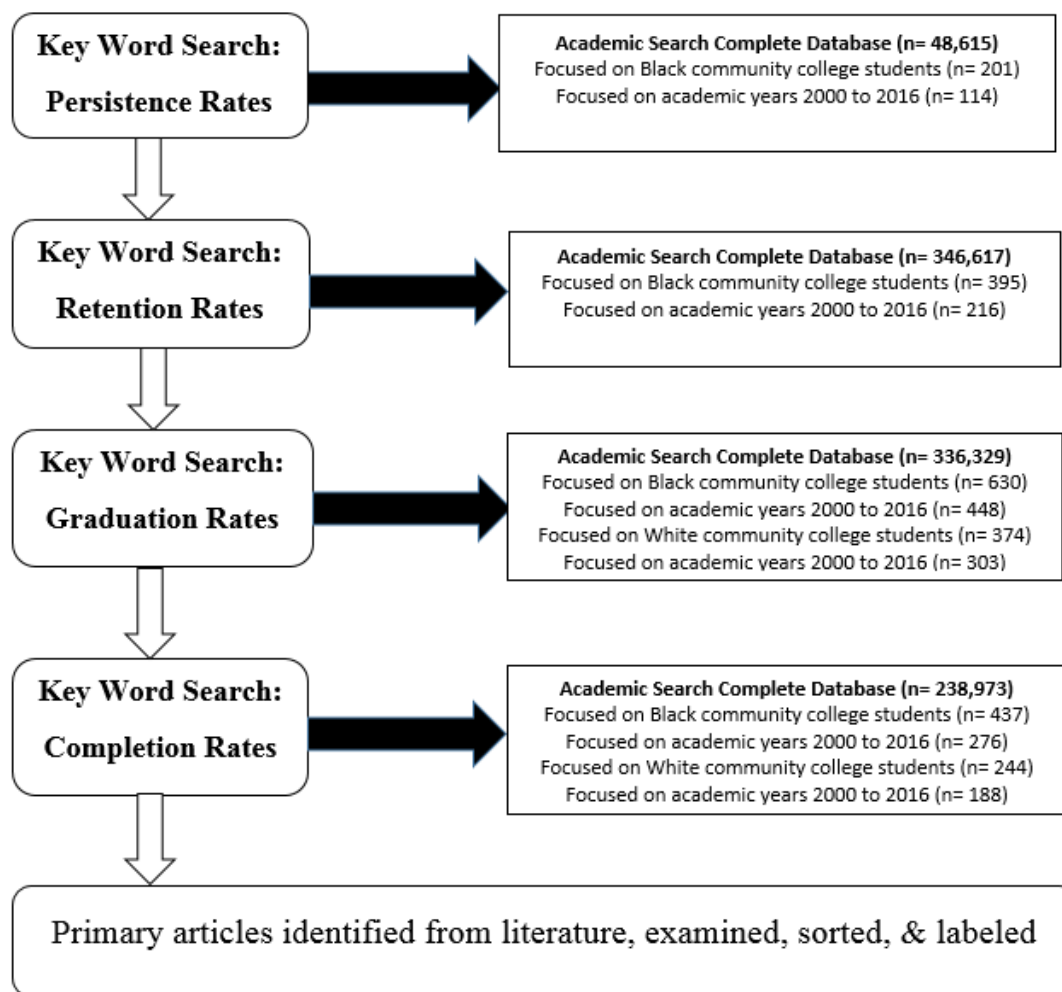 Key Word Search:
Persistence Rates
Academic Search Complete Database (n= 48,615)
Focused on Black community college students (n= 201)
Focused on academic years 2000 to 2016 (n= 114)
Key Word Search:
Retention Rates
Academic Search Complete Database (n= 346,617)
Focused on Black community college students (n= 395)
Focused on academic years 2000 to 2016 (n= 216)
Key Word Search:
Graduation Rates
Academic Search Complete Database (n= 336,329)
Focused on Black community college students (n= 630)
Focused on academic years 2000 to 2016 (n= 448)
Focused on White community college students (n= 374)
Focused on academic years 2000 to 2016 (n= 303)
Key Word Search:
Completion Rates
Academic Search Complete Database (n= 238,973)
Focused on Black community college students (n= 437)
Focused on academic years 2000 to 2016 (n= 276)
Focused on White community college students (n= 244)
Focused on academic years 2000 to 2016 (n= 188)
Primary articles identified from literature, examined, sorted, & labeled